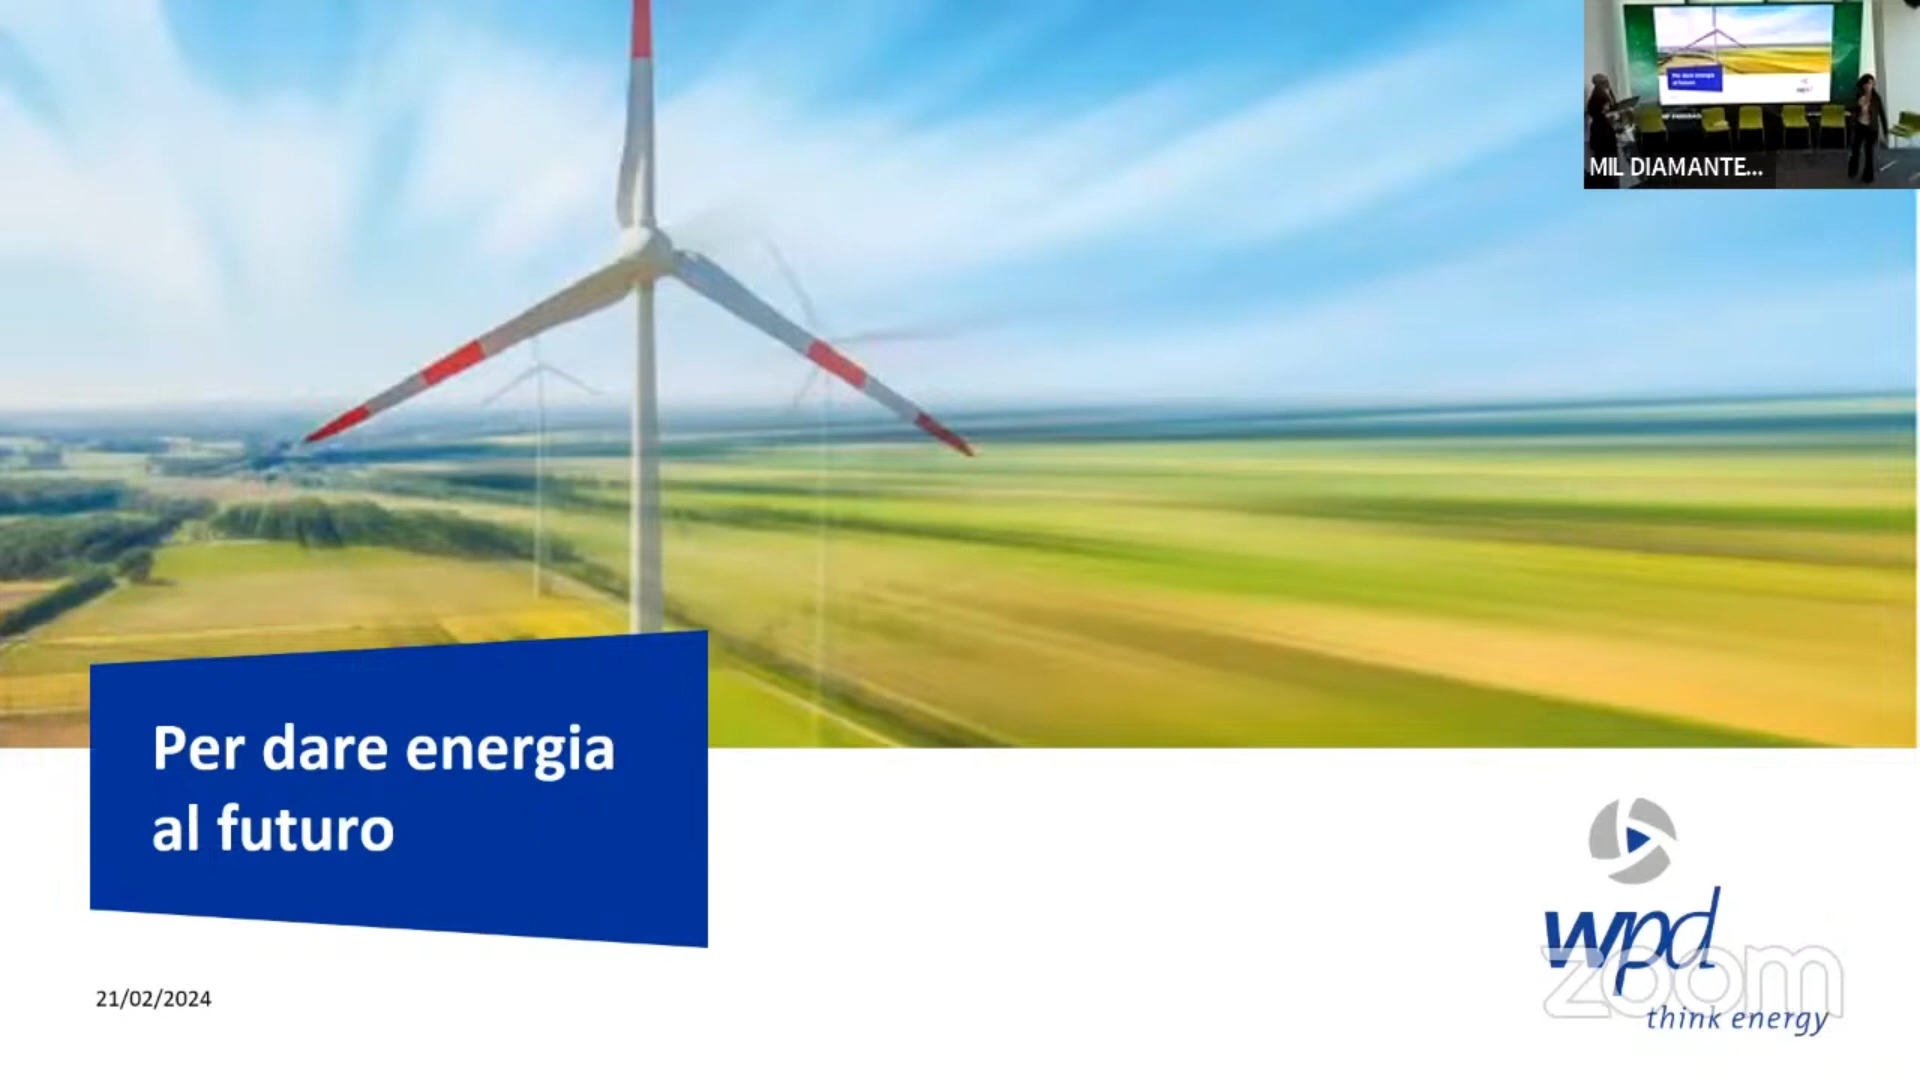 MIL DIAMANTE...
Per dare energia
al futuro
21/02/2024
wpd
zoom
think energy